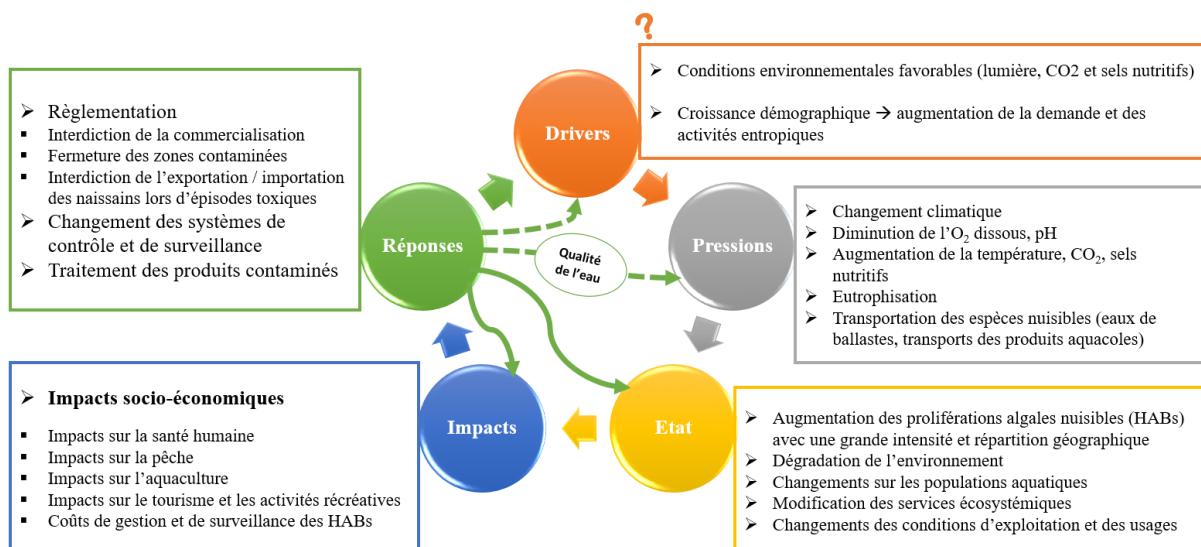 ?
➢ Conditions environnementales favorables (lumière, CO2 et sels nutritifs)
➢ Croissance démographique → augmentation de la demande et des
activités entropiques
Drivers
➢ Règlementation
▪ Interdiction de la commercialisation
▪ Fermeture des zones contaminées
▪ Interdiction de l'exportation / importation
des naissains lors d'épisodes toxiques
➢ Changement des systèmes de
contrôle et de surveillance
➢ Traitement des produits contaminés
Réponses
Qualité
de l'eau
Pressions
➢ Changement climatique
➢ Diminution de l'O₂ dissous, pH
➢ Augmentation de la température, CO₂, sels
nutritifs
➢ Eutrophisation
➢ Transportation des espèces nuisibles (eaux de
ballastes, transports des produits aquacoles)
➢ Impacts socio-économiques
▪ Impacts sur la santé humaine
▪ Impacts sur la pêche
▪ Impacts sur l'aquaculture
▪ Impacts sur le tourisme et les activités récréatives
▪ Coûts de gestion et de surveillance des HABs
Impacts
Etat
➢ Augmentation des proliférations algales nuisibles (HABs)
avec une grande intensité et répartition géographique
➢ Dégradation de l'environnement
➢ Changements sur les populations aquatiques
➢ Modification des services écosystémiques
➢ Changements des conditions d'exploitation et des usages